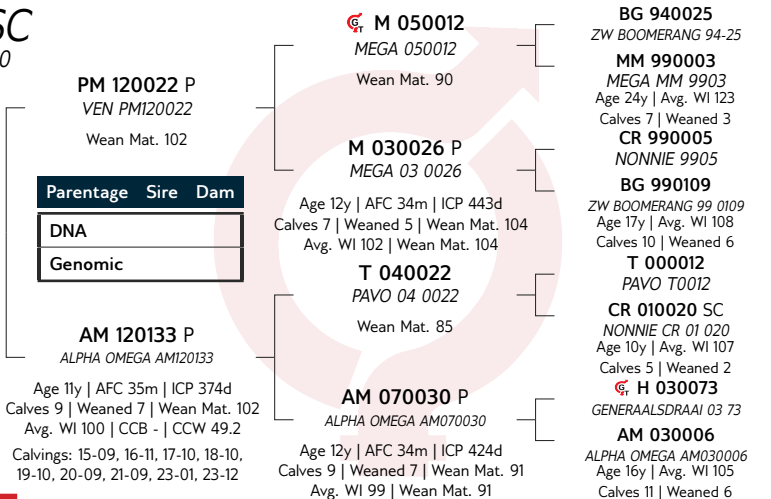 SC
0
PM 120022 P
VEN PM120022
Wean Mat. 102
Parentage Sire Dam
DNA
Genomic
AM 120133 P
ALPHA OMEGA AM120133
Age 11y | AFC 35m | ICP 374d
Calves 9 | Weaned 7 | Wean Mat. 102
Avg. WI 100 | CCB - | CCW 49.2
Calvings: 15-09, 16-11, 17-10, 18-10,
19-10, 20-09, 21-09, 23-01, 23-12
GT M 050012
MEGA 050012
Wean Mat. 90
M 030026 P
MEGA 03 0026
Age 12y | AFC 34m | ICP 443d
Calves 7 | Weaned 5 | Wean Mat. 104
Avg. WI 102 | Wean Mat. 104
T 040022
PAVO 04 0022
Wean Mat. 85
AM 070030 P
ALPHA OMEGA AM070030
Age 12y | AFC 34m | ICP 424d
Calves 9 | Weaned 7 | Wean Mat. 91
Avg. WI 99 | Wean Mat. 91
BG 940025
ZW BOOMERANG 94-25
MM 990003
MEGA MM 9903
Age 24y | Avg. WI 123
Calves 7 | Weaned 3
CR 990005
NONNIE 9905
BG 990109
ZW BOOMERANG 99 0109
Age 17y | Avg. WI 108
Calves 10 | Weaned 6
T 000012
PAVO T0012
CR 010020 SC
NONNIE CR 01 020
Age 10y | Avg. WI 107
Calves 5 | Weaned 2
GT H 030073
GENERAALSDRAAI 03 73
AM 030006
ALPHA OMEGA AM030006
Age 16y | Avg. WI 105
Calves 11 | Weaned 6